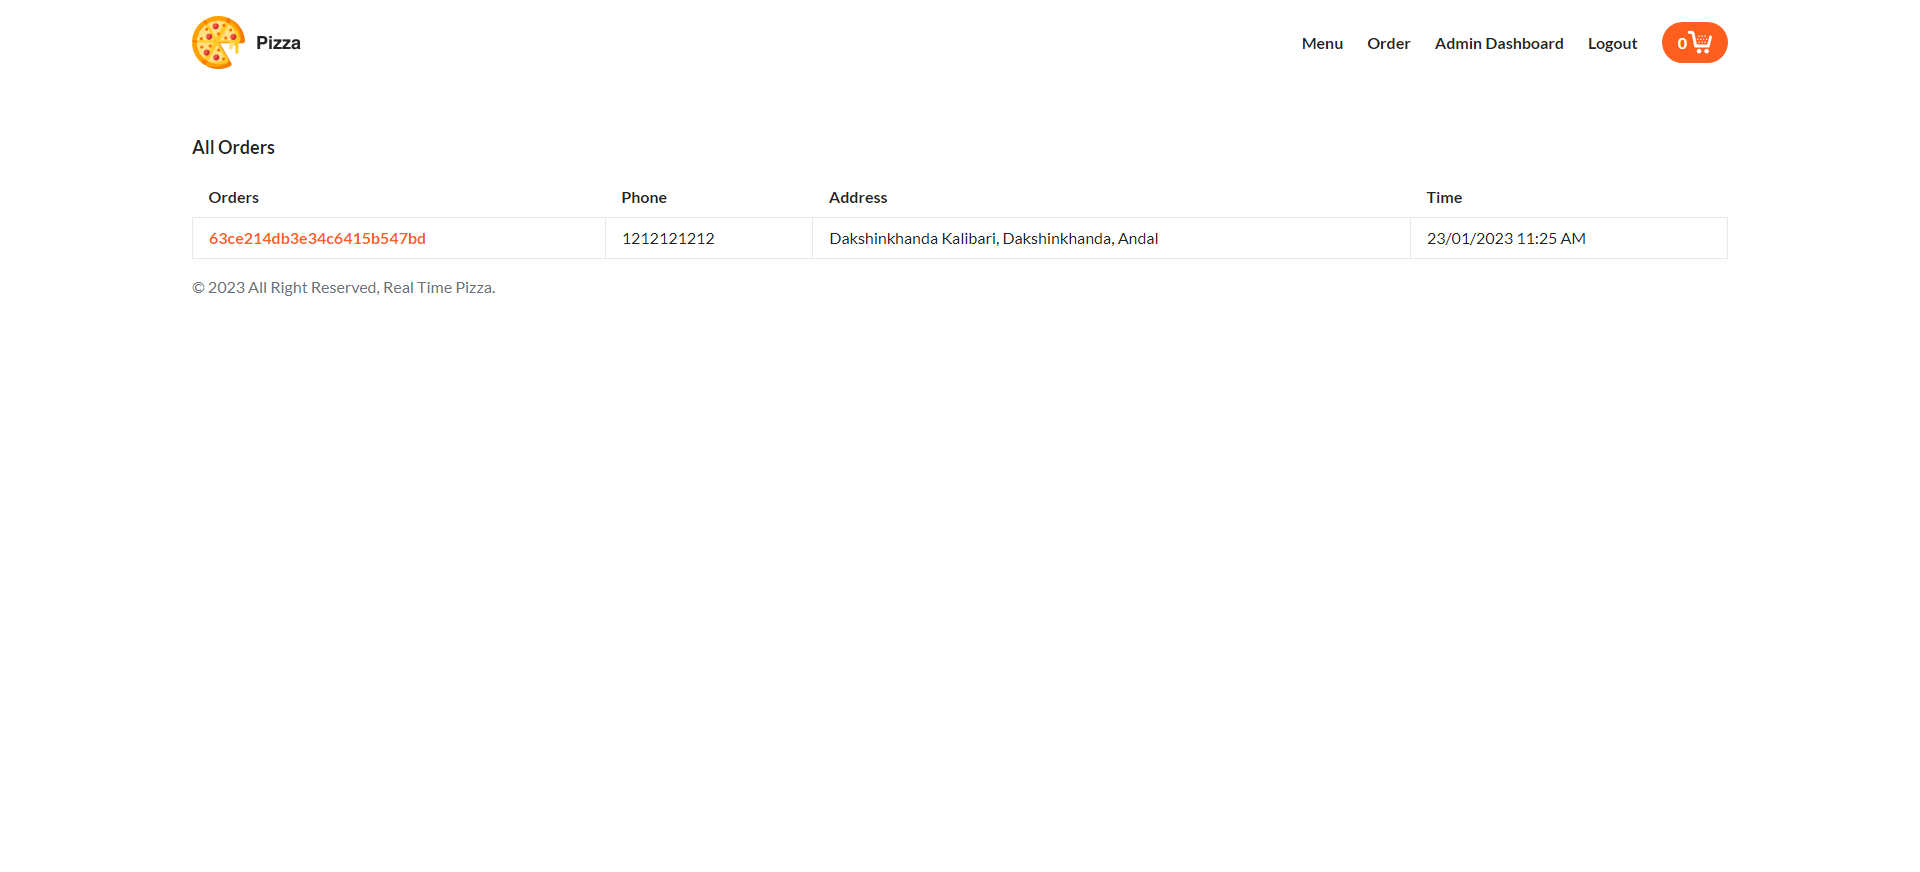 Pizza
Menu Order Admin Dashboard Logout 0
All Orders
Orders Phone Address Time
63ce214db3e34c6415b547bd 1212121212 Dakshinkhanda Kalibari, Dakshinkhanda, Andal 23/01/2023 11:25 AM
© 2023 All Right Reserved, Real Time Pizza.